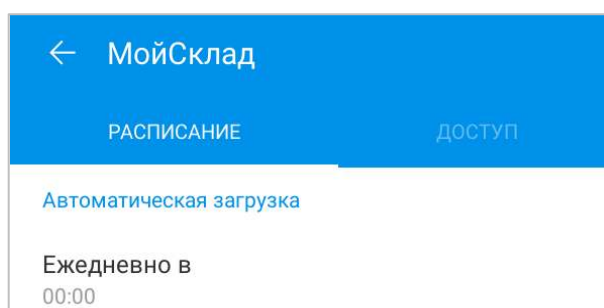 МойСклад
РАСПИСАНИЕ ДОСТУП
Автоматическая загрузка
Ежедневно в
00:00